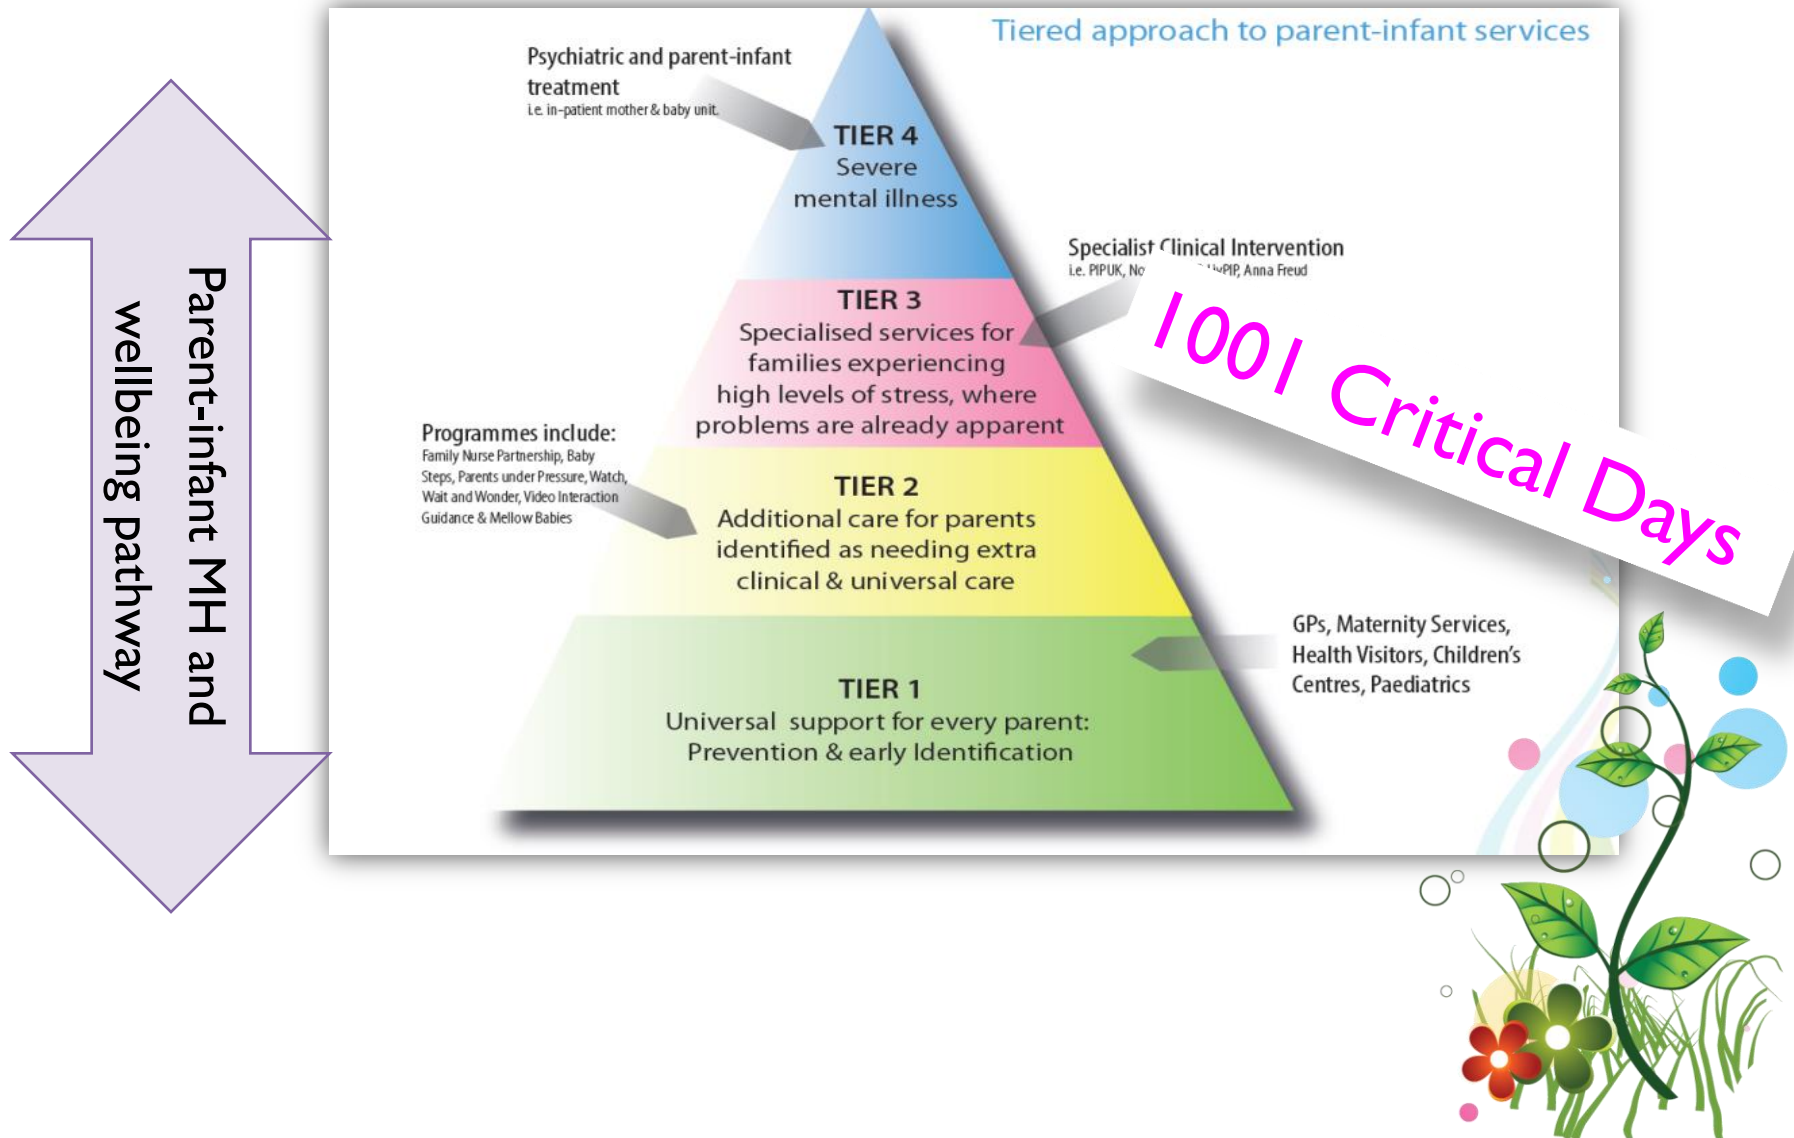 Tiered approach to parent-infant services
Psychiatric and parent-infant
treatment
i.e. in-patient mother & baby unit.
TIER 4
Severe
mental illness
Specialist Clinical Intervention
i.e. PIPUK, PIP, Anna Freud
TIER 3
Specialised services for
families experiencing
high levels of stress, where
problems are already apparent
1001 Critical Days
Programmes include:
Family Nurse Partnership, Baby
Steps, Parents under Pressure, Watch,
Wait and Wonder, Video Interaction
Guidance & Mellow Babies
TIER 2
Additional care for parents
identified as needing extra
clinical & universal care
GPs, Maternity Services,
Health Visitors, Children's
Centres, Paediatrics
TIER 1
Universal support for every parent:
Prevention & early Identification
Parent-infant MH and
wellbeing pathway